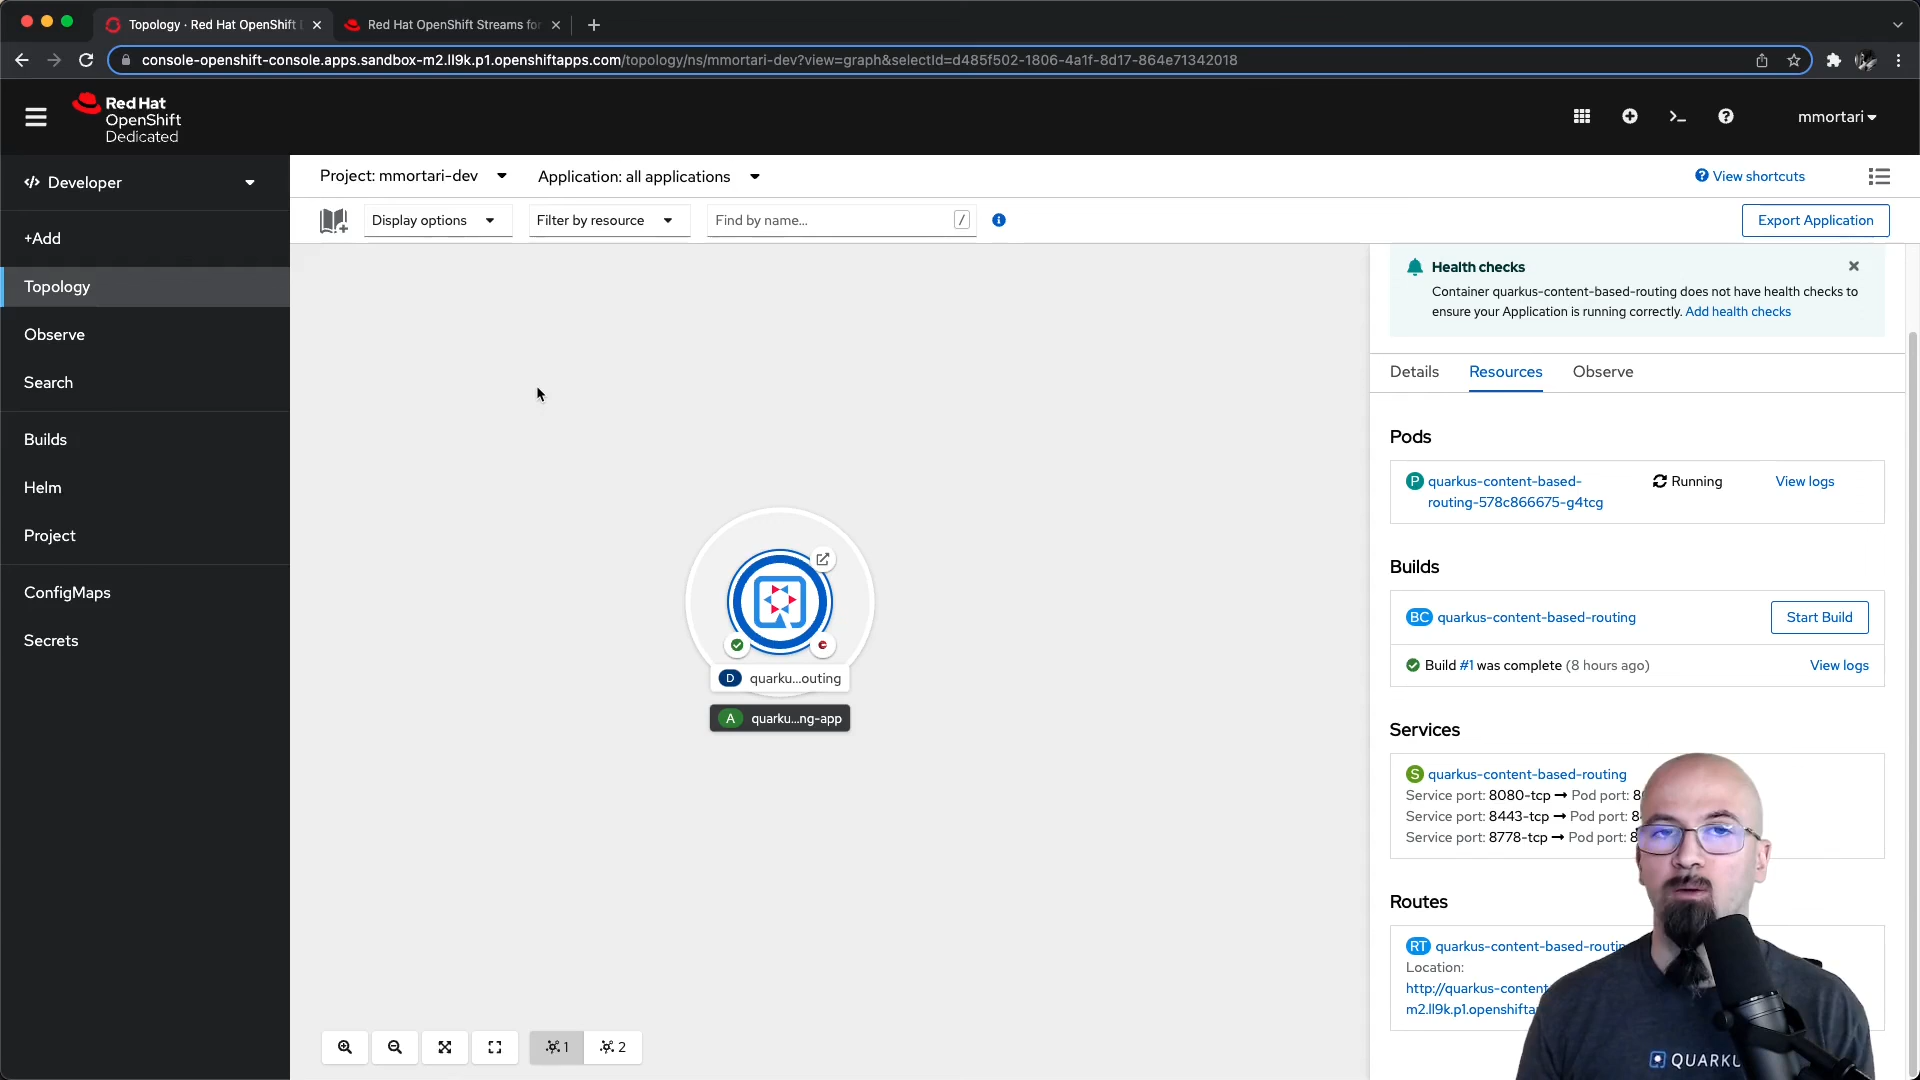 Topology · Red Hat OpenShift
Red Hat OpenShift Streams for
console-openshift-console.apps.sandbox-m2.ll9k.p1.openshiftapps.com/topology/ns/mmortari-dev?view=graph&selectId=d485f502-1806-4a1f-8d17-864e71342018
Red Hat
OpenShift
Dedicated
mmortari
Developer
+Add
Topology
Observe
Search
Builds
Helm
Project
ConfigMaps
Secrets
Project: mmortari-dev
Application: all applications
View shortcuts
Display options
Filter by resource
Find by name...
/
Export Application
Health checks
Container quarkus-content-based-routing does not have health checks to
ensure your Application is running correctly. Add health checks
Details
Resources
Observe
Pods
P quarkus-content-based-
routing-578c866675-g4tcg
Running
View logs
Builds
BC quarkus-content-based-routing
Start Build
Build #1 was complete (8 hours ago)
View logs
Services
S quarkus-content-based-routing
Service port: 8080-tcp → Pod port: 8
Service port: 8443-tcp → Pod port: 8
Service port: 8778-tcp → Pod port: 8
Routes
RT quarkus-content-based-routin
Location:
http://quarkus-content
m2.ll9k.p1.openshiftap
D quarku...outing
A quarku...ng-app
1
2
QUARKU